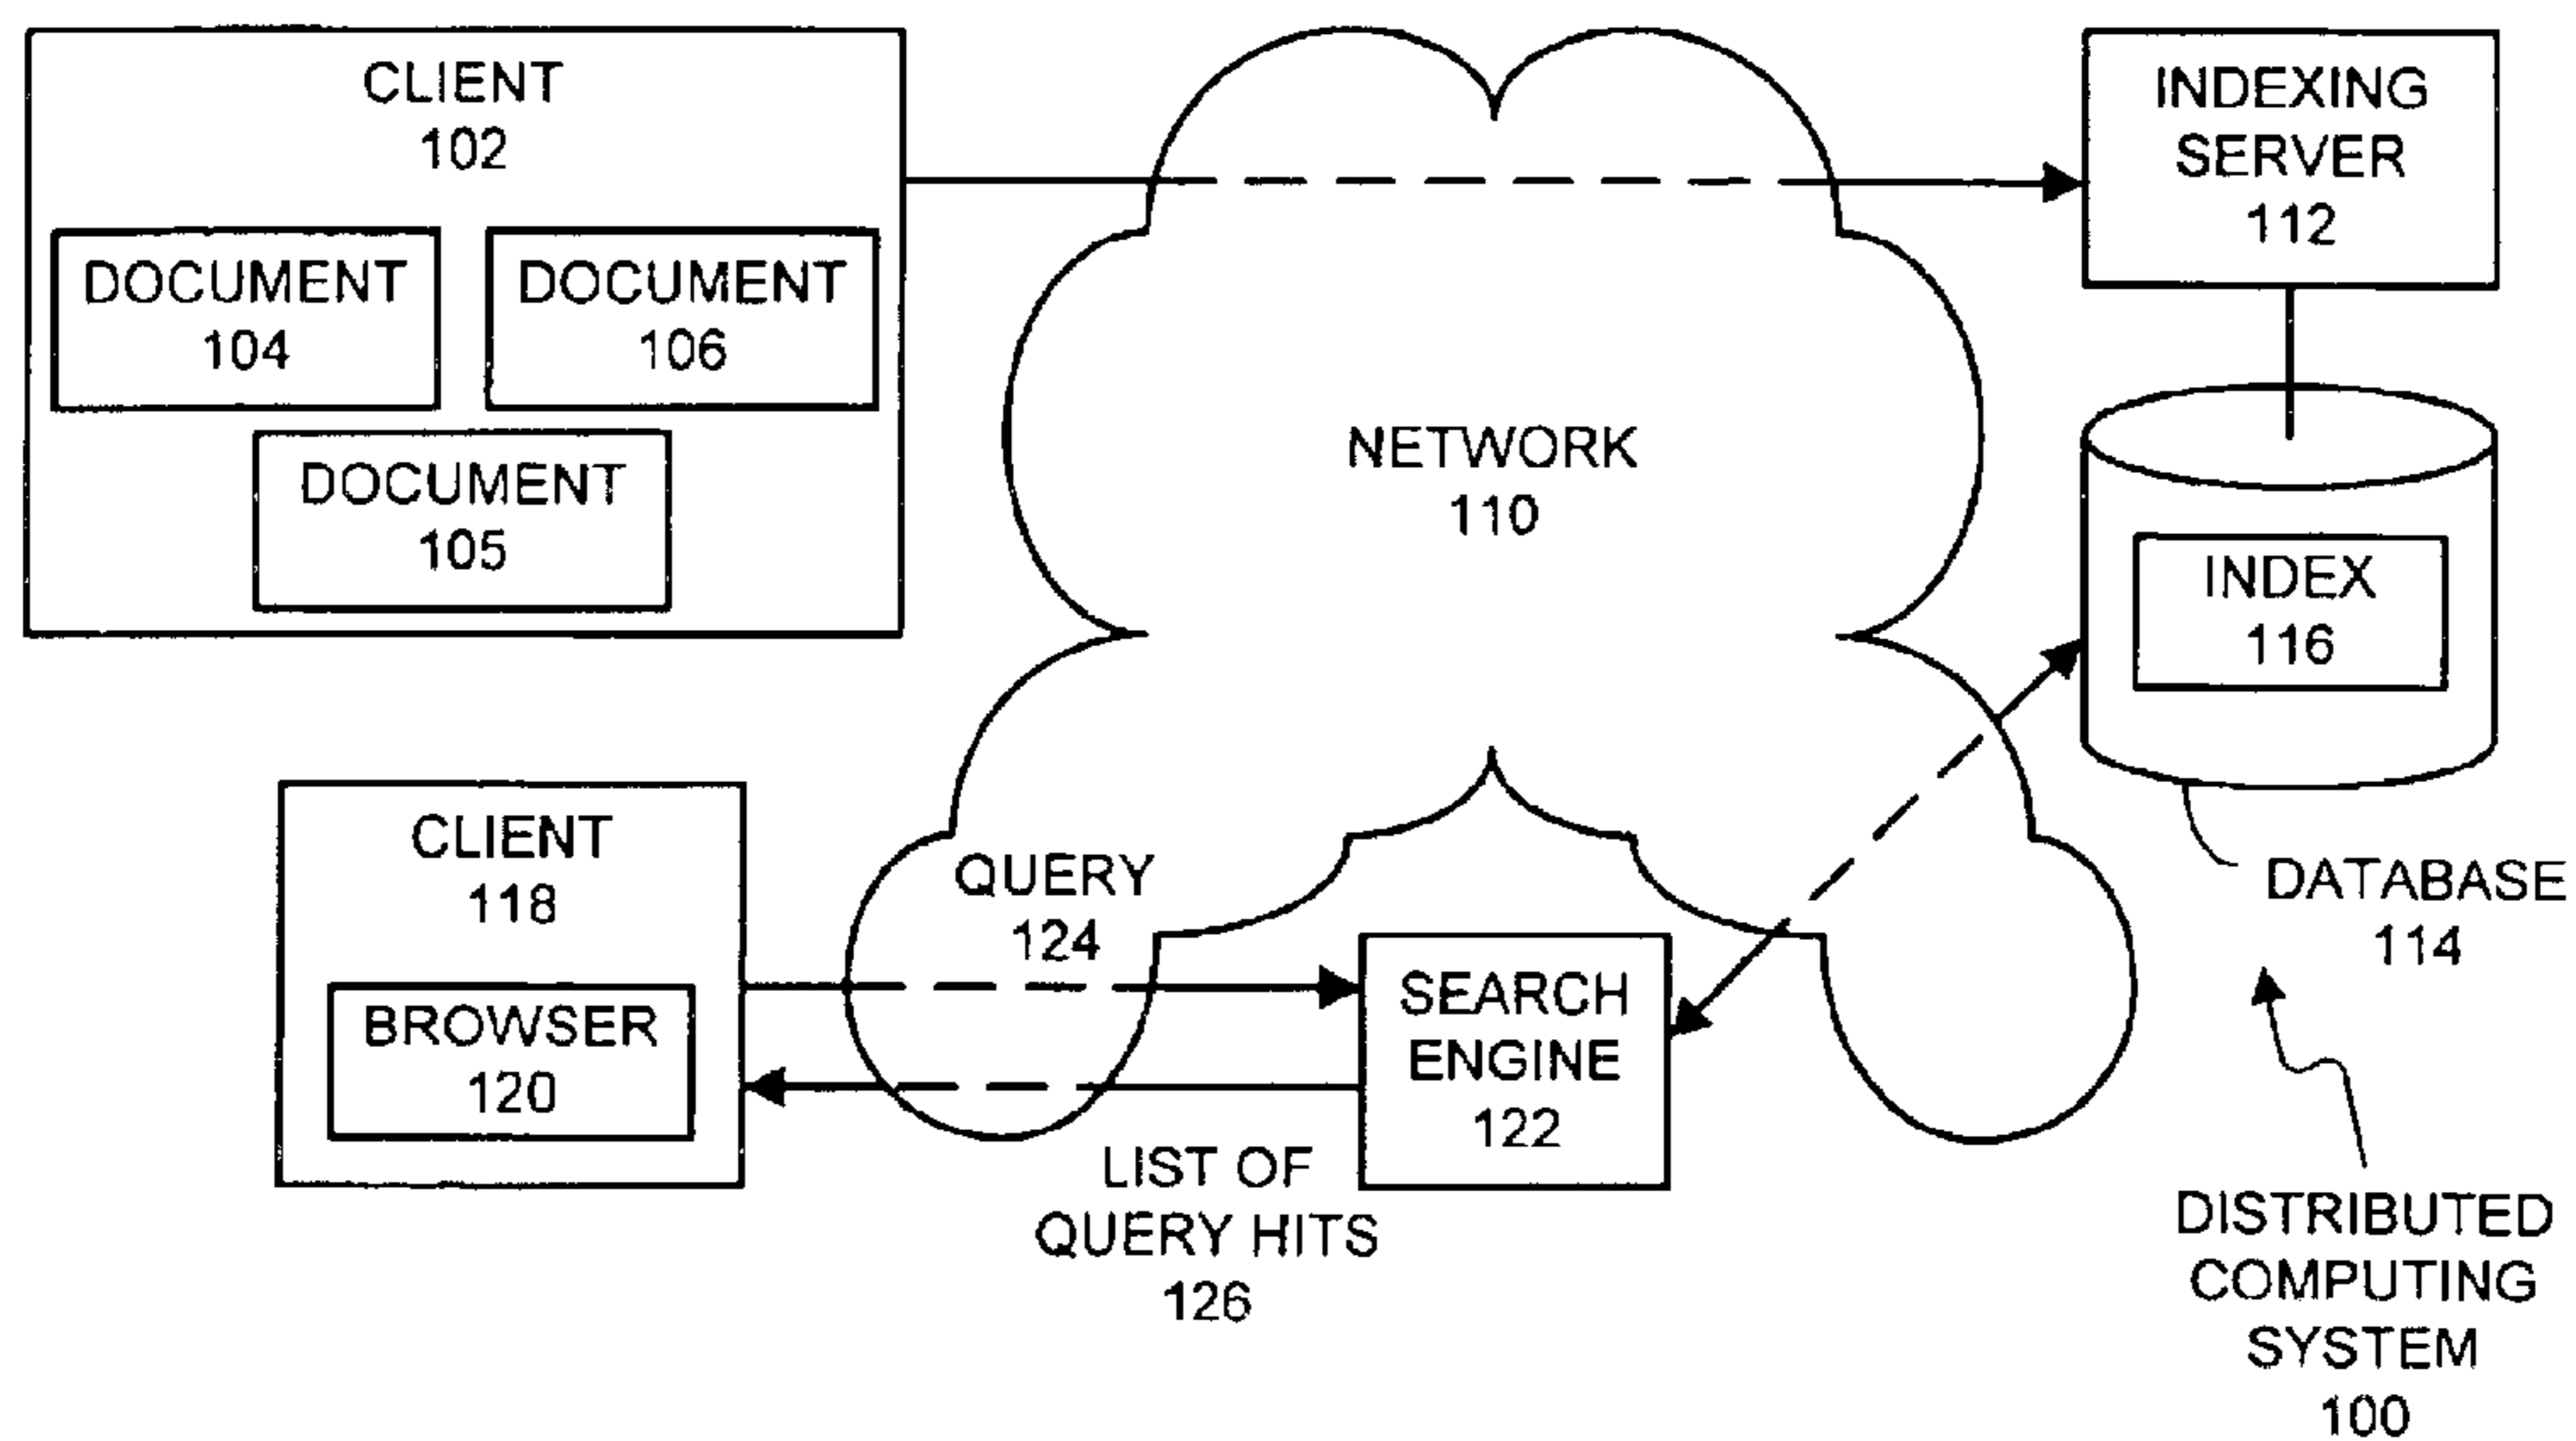 CLIENT
102
DOCUMENT
104
DOCUMENT
106
DOCUMENT
105
NETWORK
110
INDEXING
SERVER
112
INDEX
116
DATABASE
114
CLIENT
118
BROWSER
120
QUERY
124
SEARCH
ENGINE
122
LIST OF
QUERY HITS
126
DISTRIBUTED
COMPUTING
SYSTEM
100